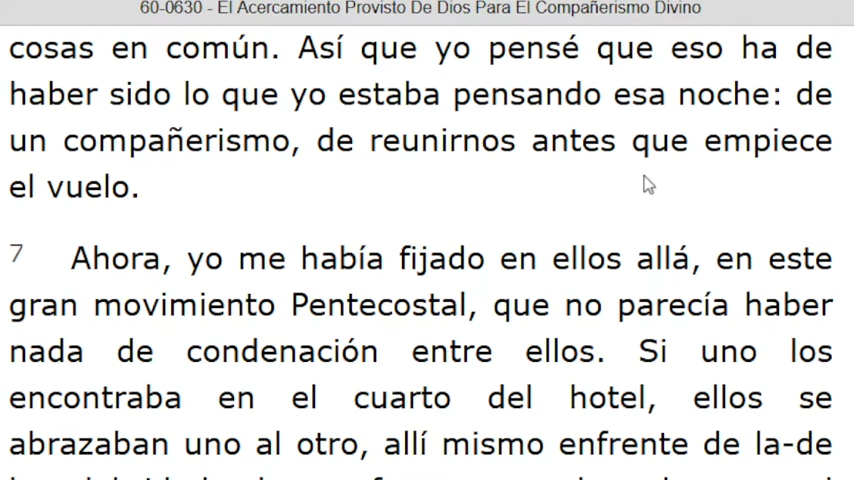 60-0630 - El Acercamiento Provisto De Dios Para El Compañerismo Divino
cosas en común. Así que yo pensé que eso ha de
haber sido lo que yo estaba pensando esa noche: de
un compañerismo, de reunirnos antes que empiece
el vuelo.
7 Ahora, yo me había fijado en ellos allá, en este
gran movimiento Pentecostal, que no parecía haber
nada de condenación entre ellos. Si uno los
encontraba en el cuarto del hotel, ellos se
abrazaban uno al otro, allí mismo enfrente de la-de